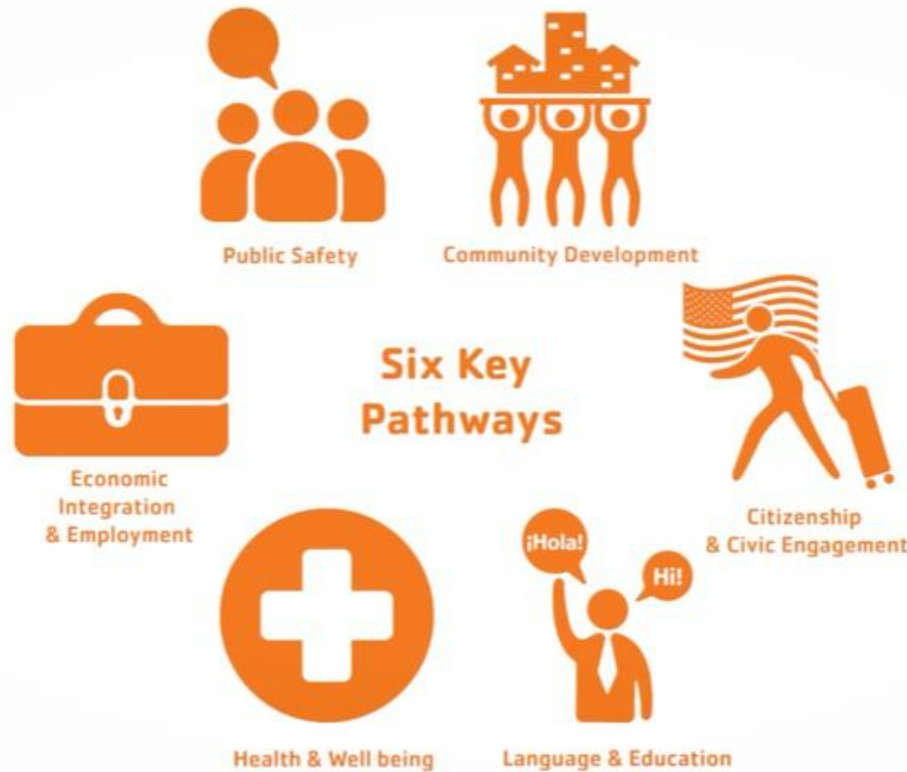 Public Safety
Community Development
Six Key
Pathways
Economic
Integration
& Employment
Citizenship
& Civic Engagement
¡Hola!
Hi!
Health & Well being
Language & Education